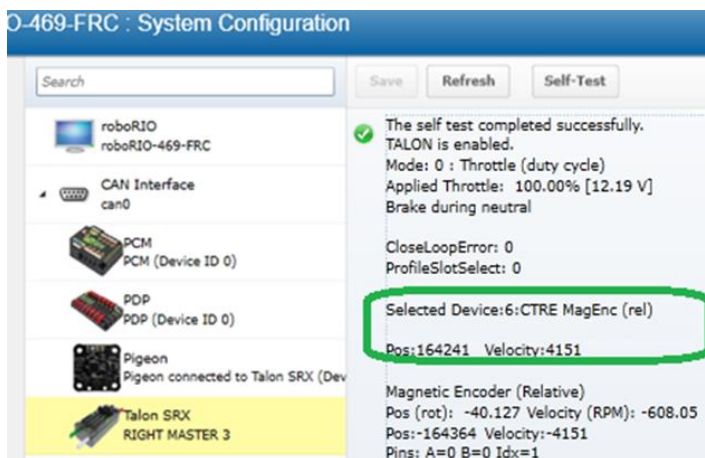 O-469-FRC : System Configuration
Search
Save Refresh Self-Test
roboRIO
roboRIO-469-FRC
CAN Interface
can0
PCM
PCM (Device ID 0)
PDP
PDP (Device ID 0)
Pigeon
Pigeon connected to Talon SRX (Dev
Talon SRX
RIGHT MASTER 3
The self test completed successfully.
TALON is enabled.
Mode: 0 : Throttle (duty cycle)
Applied Throttle: 100.00% [12.19 V]
Brake during neutral
CloseLoopError: 0
ProfileSlotSelect: 0
Selected Device:6:CTRE MagEnc (rel)
Pos:164241 Velocity:4151
Magnetic Encoder (Relative)
Pos (rot): -40.127 Velocity (RPM): -608.05
Pos:-164364 Velocity:-4151
Pins: A=0 B=0 Idx=1